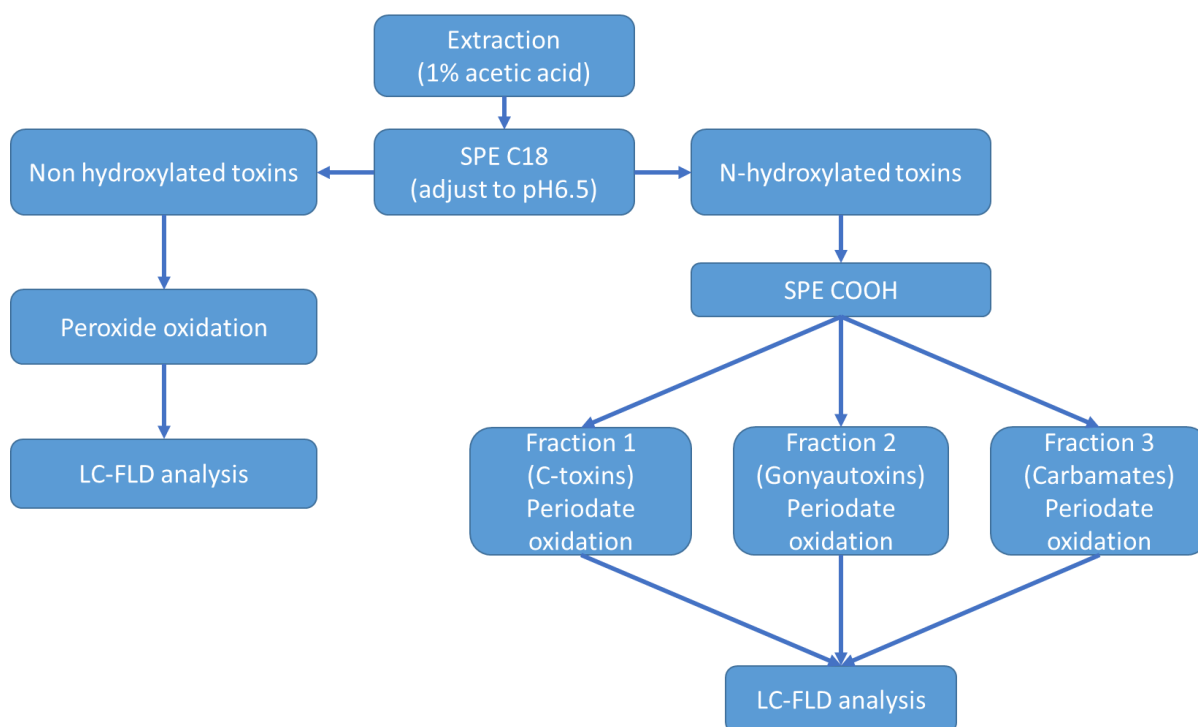 Extraction
(1% acetic acid)
Non hydroxylated toxins
SPE C18
(adjust to pH6.5)
N-hydroxylated toxins
SPE COOH
Peroxide oxidation
LC-FLD analysis
Fraction 1
(C-toxins)
Periodate
oxidation
Fraction 2
(Gonyautoxins)
Periodate
oxidation
Fraction 3
(Carbamates)
Periodate
oxidation
LC-FLD analysis